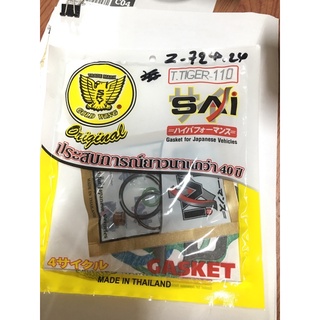 C04
Z-724.24
T.TIGER-110
GOLD WING
Original
SAi
ハイパフォーマンス
Gasket for Japanese Vehicles
ประสบการณ์ยาวนานกว่า 40 ปี
4サイクル
GASKET
MADE IN THAILAND